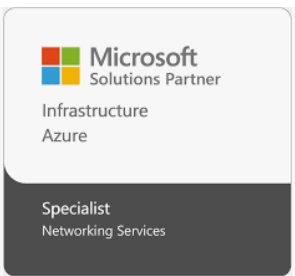 Microsoft
Solutions Partner
Infrastructure
Azure
Specialist
Networking Services